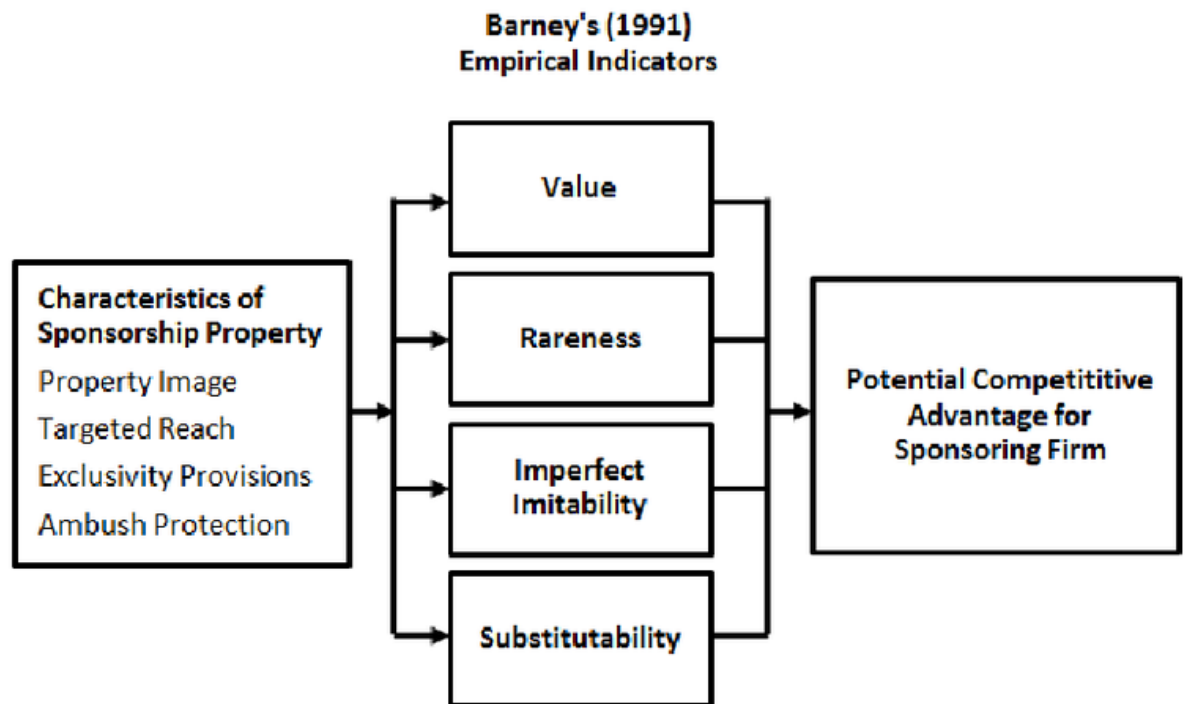 Barney's (1991)
Empirical Indicators
Value
Characteristics of
Sponsorship Property
Property Image
Targeted Reach
Exclusivity Provisions
Ambush Protection
Rareness
Imperfect
Imitability
Substitutability
Potential Competititive
Advantage for
Sponsoring Firm